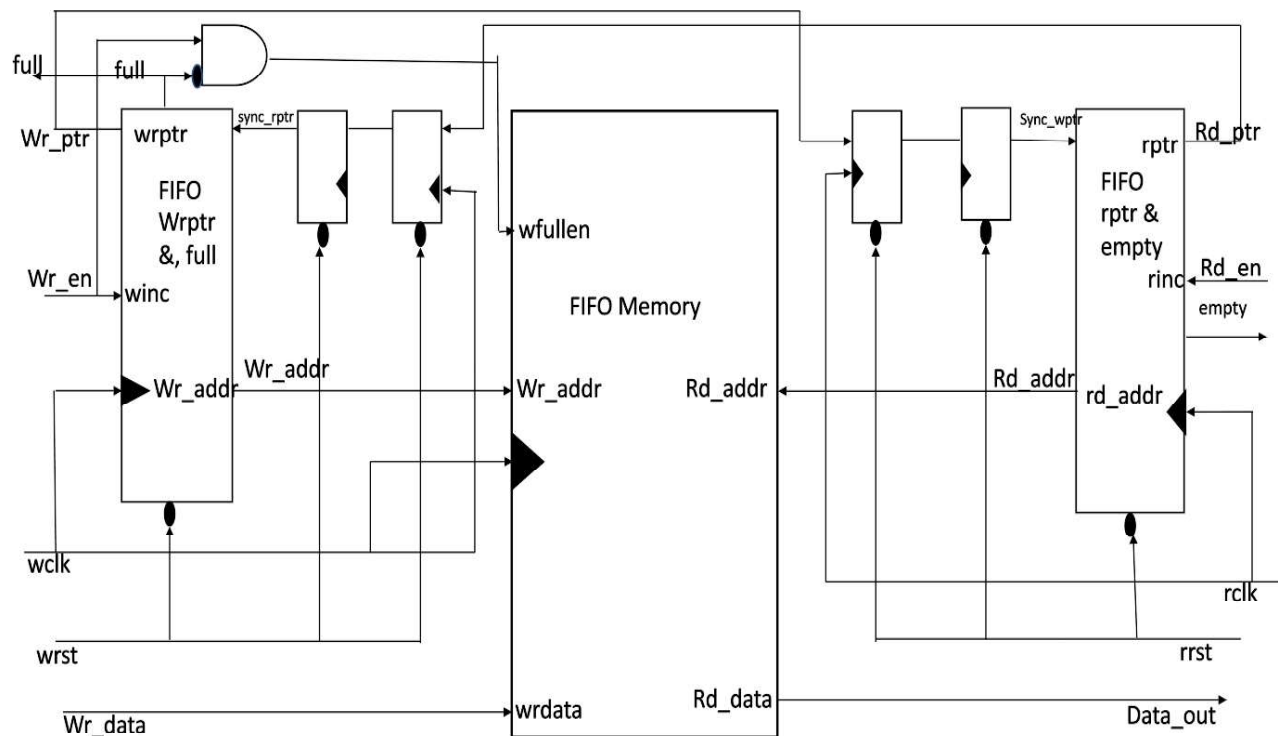 full
full
Wr_ptr
wrptr
sync_rptr
Sync_wptr
rptr
Rd_ptr
FIFO
Wrptr
&, full
FIFO
rptr &
empty
wfullen
Wr_en
winc
rinc
Rd_en
empty
FIFO Memory
Wr_addr
Wr_addr
Wr_addr
Rd_addr
Rd_addr
rd_addr
wclk
rclk
wrst
rrst
Wr_data
wrdata
Rd_data
Data_out